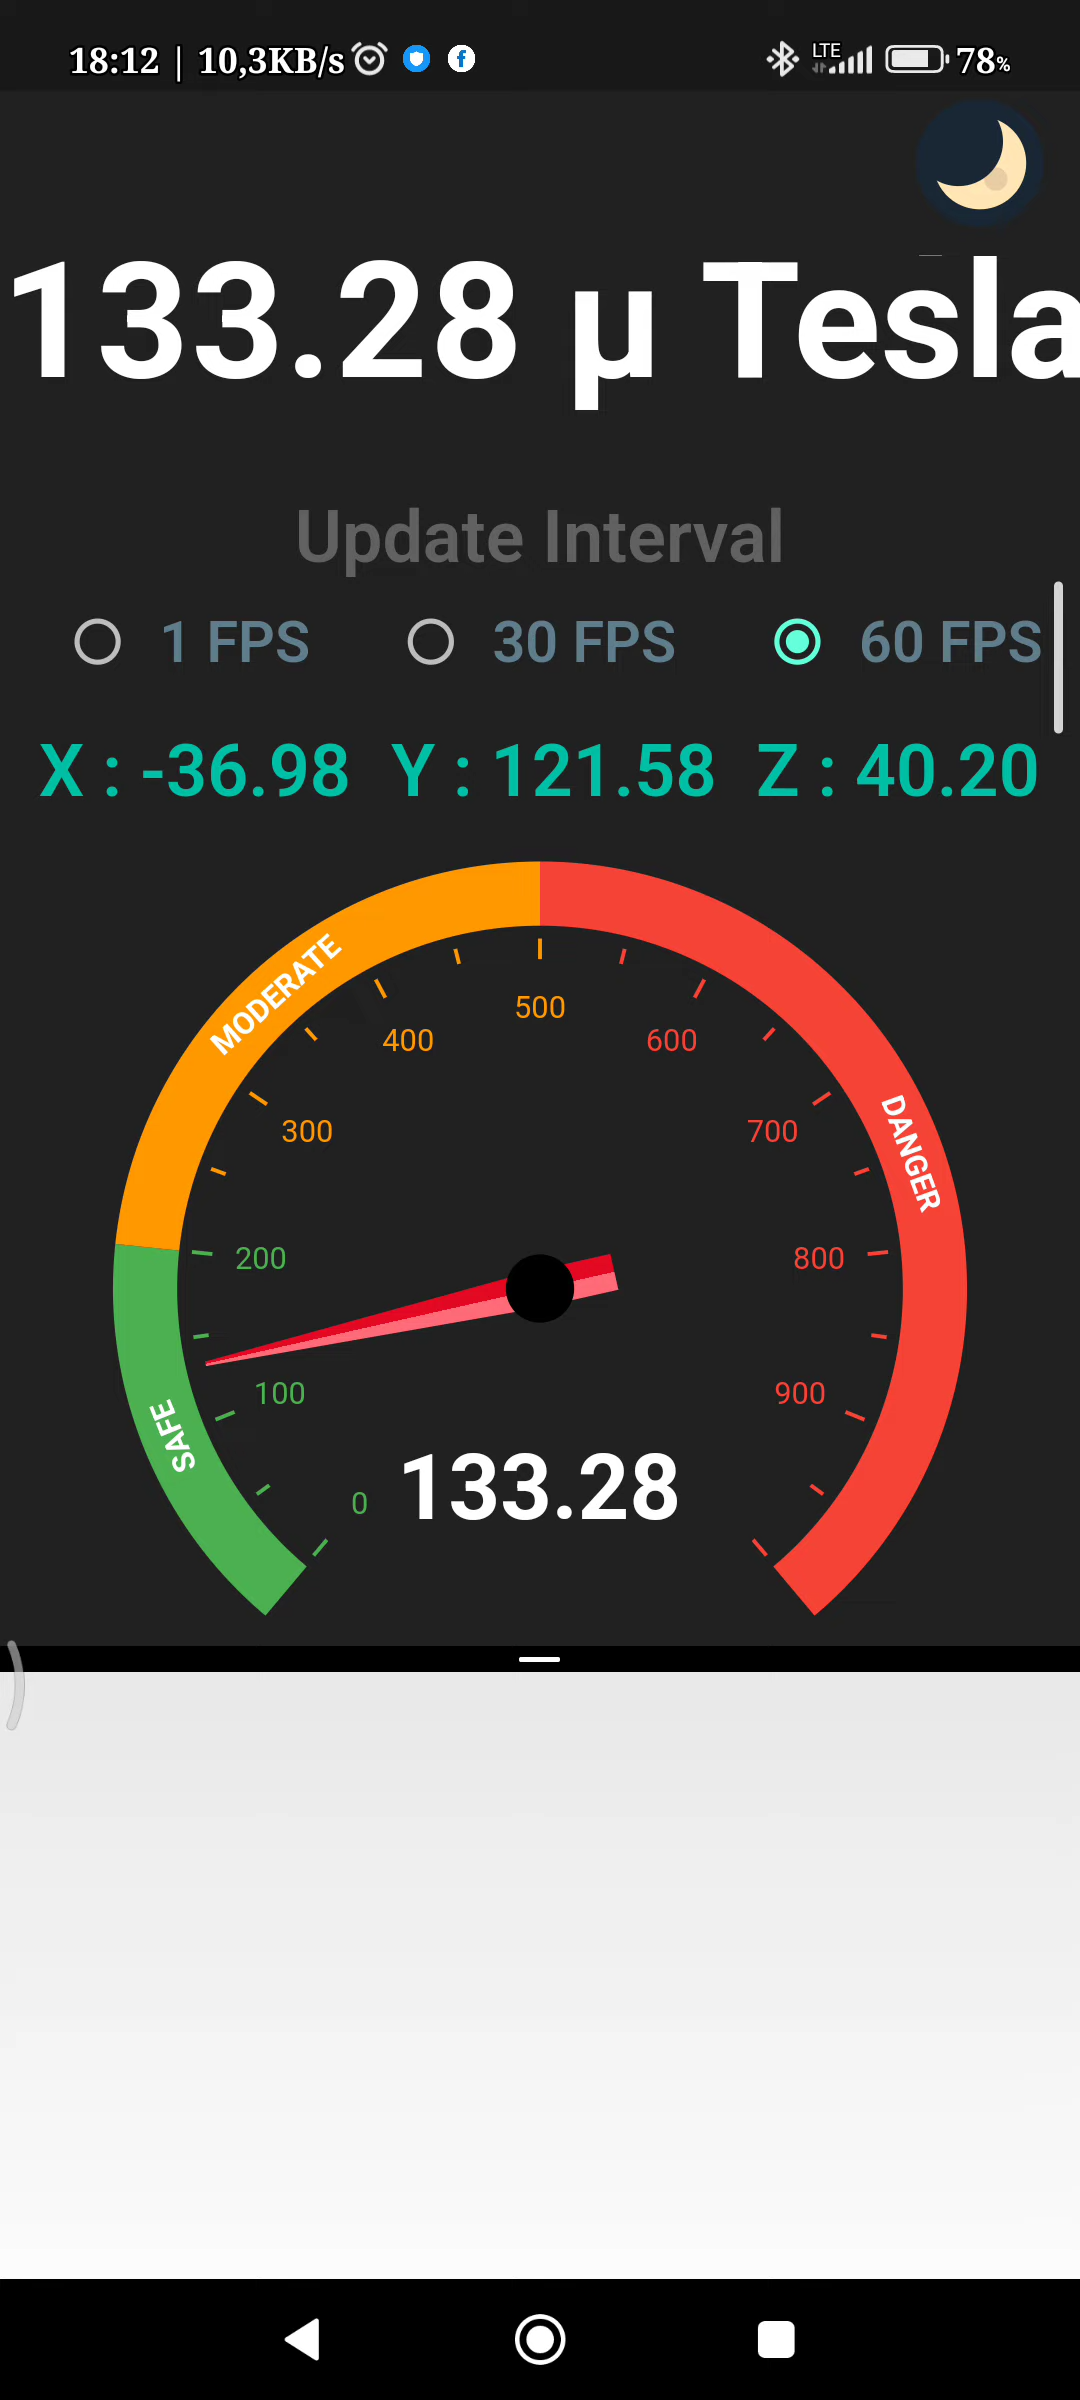 18:12 | 10,3KB/s LTE 78%
133.28 µ Tesla
Update Interval
1 FPS 30 FPS 60 FPS
X : -36.98 Y : 121.58 Z : 40.20
MODERATE
DANGER
SAFE
500
400 600
300 700
200 800
100 900
0
133.28